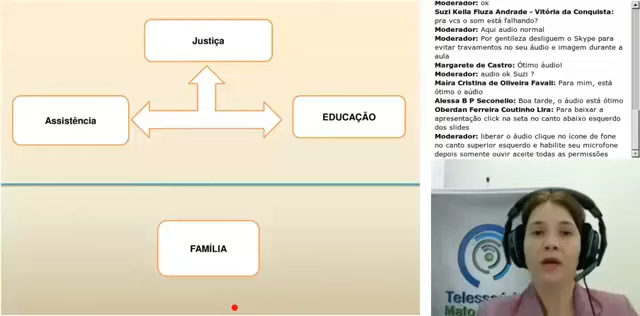 Justiça
Assistência
EDUCAÇÃO
FAMÍLIA
Moderador: ok
Suzi Keila Fiuza Andrade - Vitória da Conquista:
pra vcs o som está falhando?
Moderador: Aqui audio normal
Moderador: Por gentileza desliguem o Skype para
evitar travamentos no seu áudio e imagem durante a
aula
Margarete de Castro: Ótimo áudio!
Moderador: audio ok Suzi ?
Maíra Cristina de Oliveira Favali: Para mim, está
ótimo o aúdio
Alessa B P Seconello: Boa tarde, o áudio está ótimo
Oberdan Ferreira Coutinho Lira: Para baixar a
apresentação click na seta no canto abaixo esquerdo
dos slides
Moderador: liberar o áudio clique no ícone de fone
no canto superior esquerdo e habilite seu microfone
depois somente ouvir aceite todas as permissões
Mato